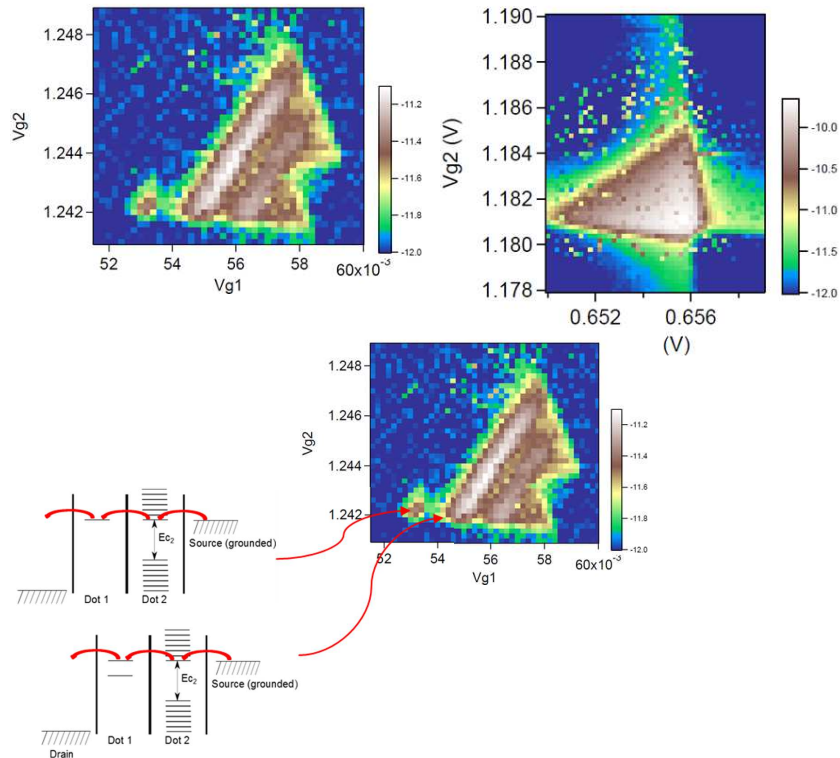 1.248
1.246
1.244
1.242
Vg2
52
54
56
58
60x10⁻³
Vg1
-11.2
-11.4
-11.6
-11.8
-12.0
1.190
1.188
1.186
1.184
1.182
1.180
1.178
Vg2 (V)
0.652
0.656
(V)
-10.0
-10.5
-11.0
-11.5
-12.0
1.248
1.246
1.244
1.242
Vg2
52
54
56
58
60x10⁻³
Vg1
-11.2
-11.4
-11.6
-11.8
-12.0
Ec₂
Source (grounded)
Dot 1
Dot 2
Ec₂
Source (grounded)
Dot 1
Dot 2
Drain